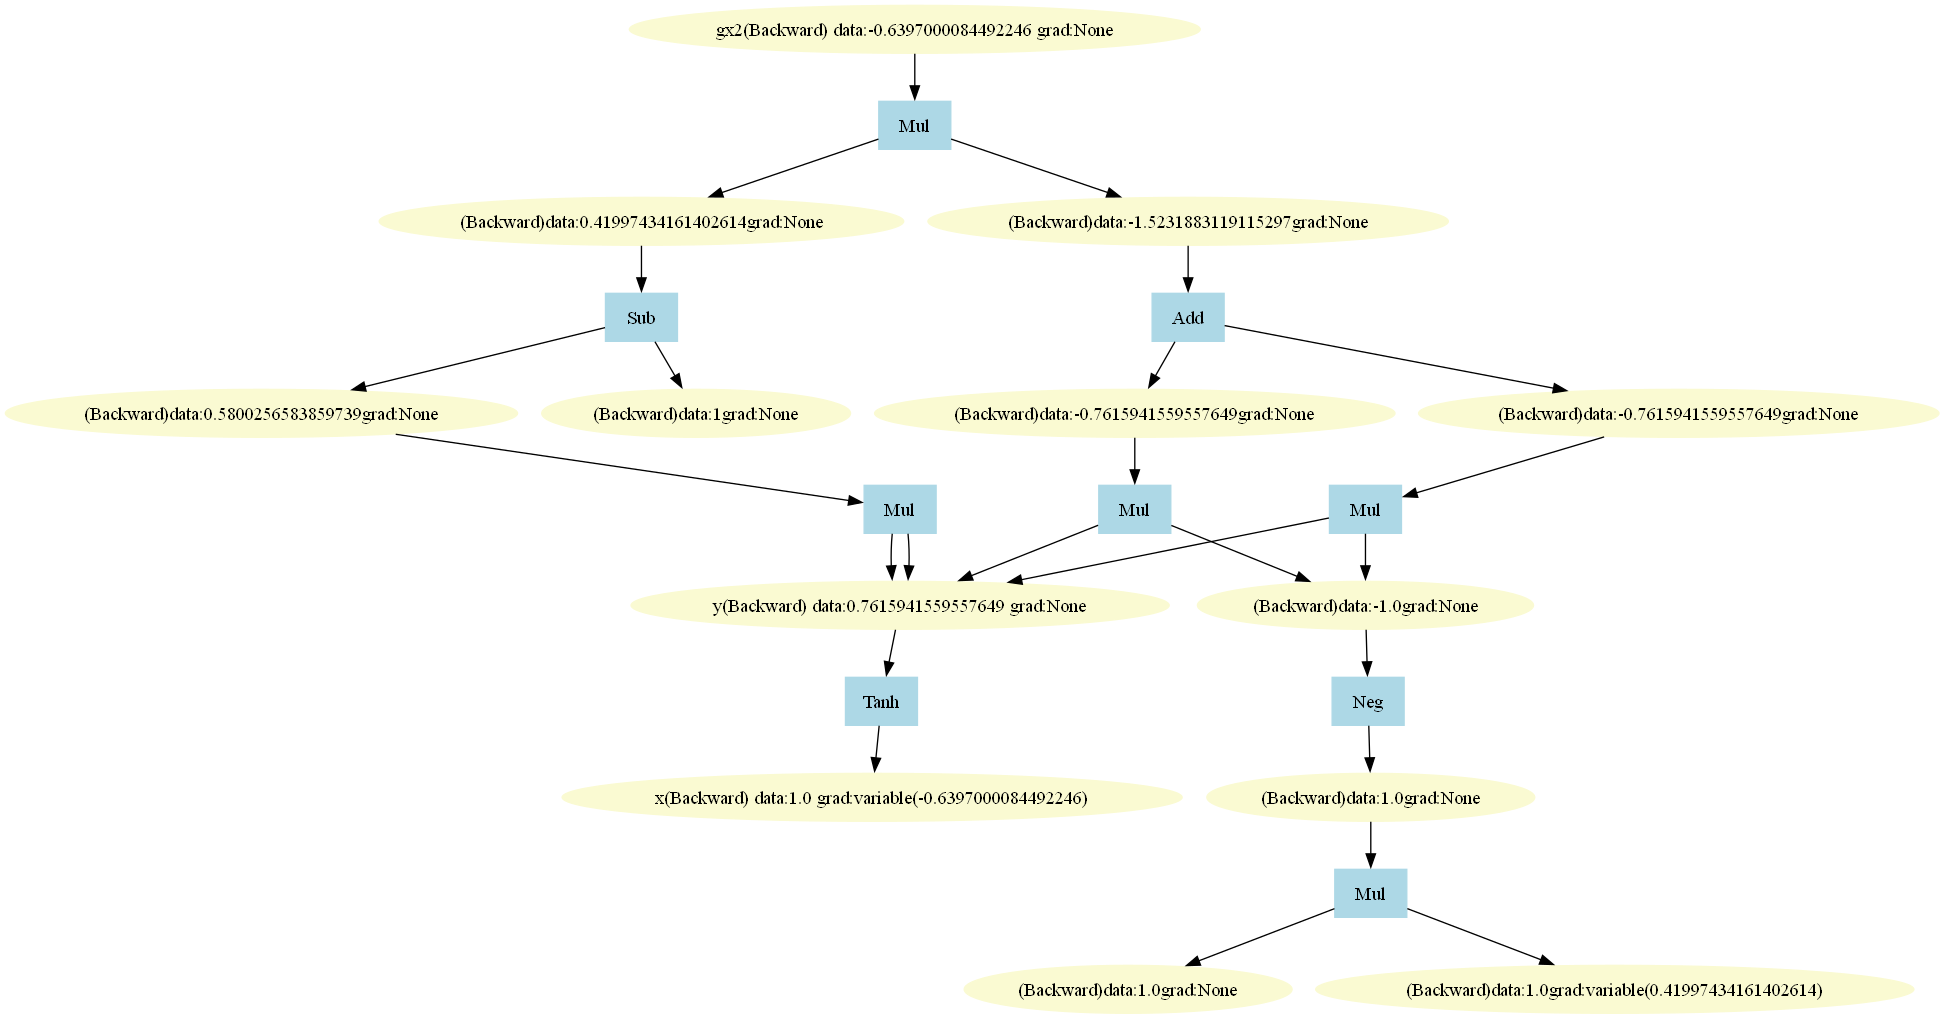 gx2(Backward) data:-0.6397000084492246 grad:None
Mul
(Backward)data:0.41997434161402614grad:None
(Backward)data:-1.5231883119115297grad:None
Sub
Add
(Backward)data:0.5800256583859739grad:None
(Backward)data:1grad:None
(Backward)data:-0.7615941559557649grad:None
(Backward)data:-0.7615941559557649grad:None
Mul
Mul
Mul
y(Backward) data:0.7615941559557649 grad:None
(Backward)data:-1.0grad:None
Tanh
Neg
x(Backward) data:1.0 grad:variable(-0.6397000084492246)
(Backward)data:1.0grad:None
Mul
(Backward)data:1.0grad:None
(Backward)data:1.0grad:variable(0.41997434161402614)